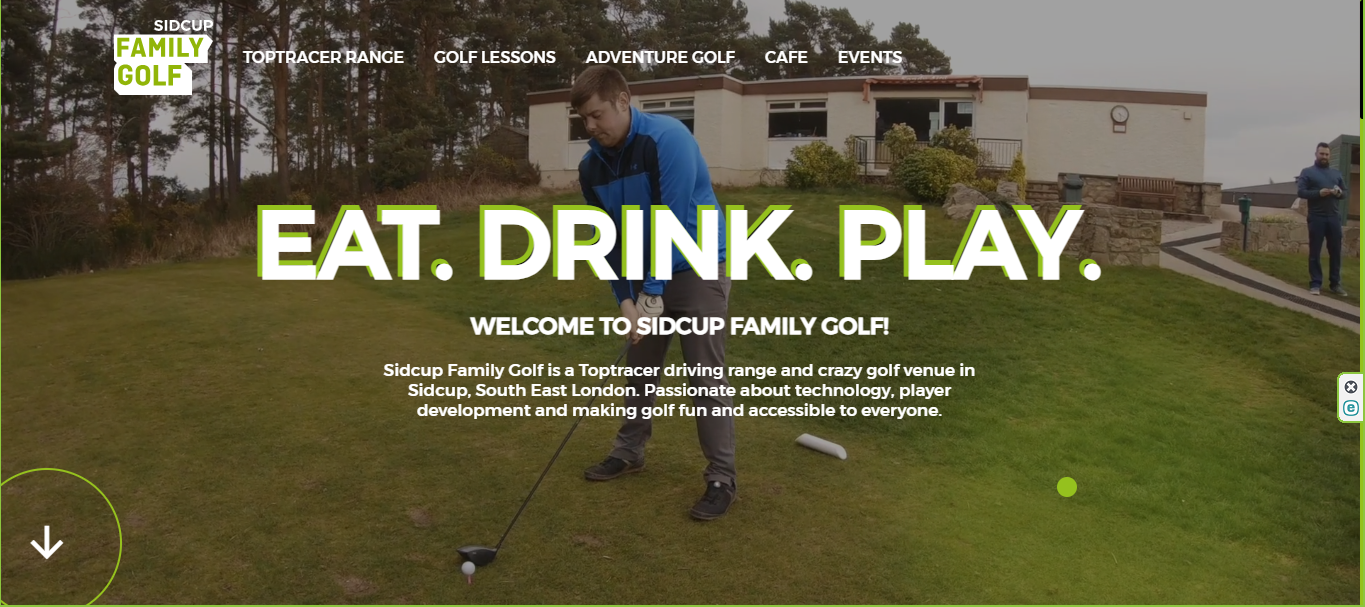 SIDCUP
FAMILY
GOLF
TOPTRACER RANGE GOLF LESSONS ADVENTURE GOLF CAFE EVENTS
EAT. DRINK. PLAY.
WELCOME TO SIDCUP FAMILY GOLF!
Sidcup Family Golf is a Toptracer driving range and crazy golf venue in
Sidcup, South East London. Passionate about technology, player
development and making golf fun and accessible to everyone.
e